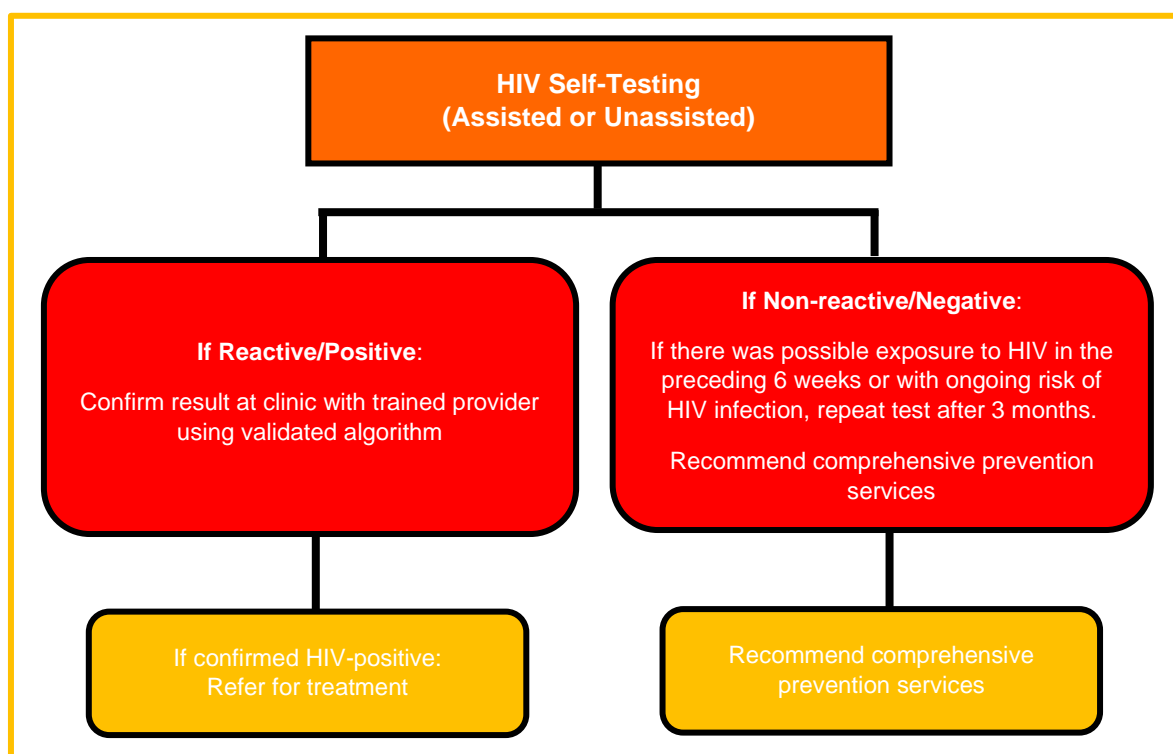 HIV Self-Testing
(Assisted or Unassisted)
If Reactive/Positive:
Confirm result at clinic with trained provider
using validated algorithm
If Non-reactive/Negative:
If there was possible exposure to HIV in the
preceding 6 weeks or with ongoing risk of
HIV infection, repeat test after 3 months.
Recommend comprehensive prevention
services
If confirmed HIV-positive:
Refer for treatment
Recommend comprehensive
prevention services